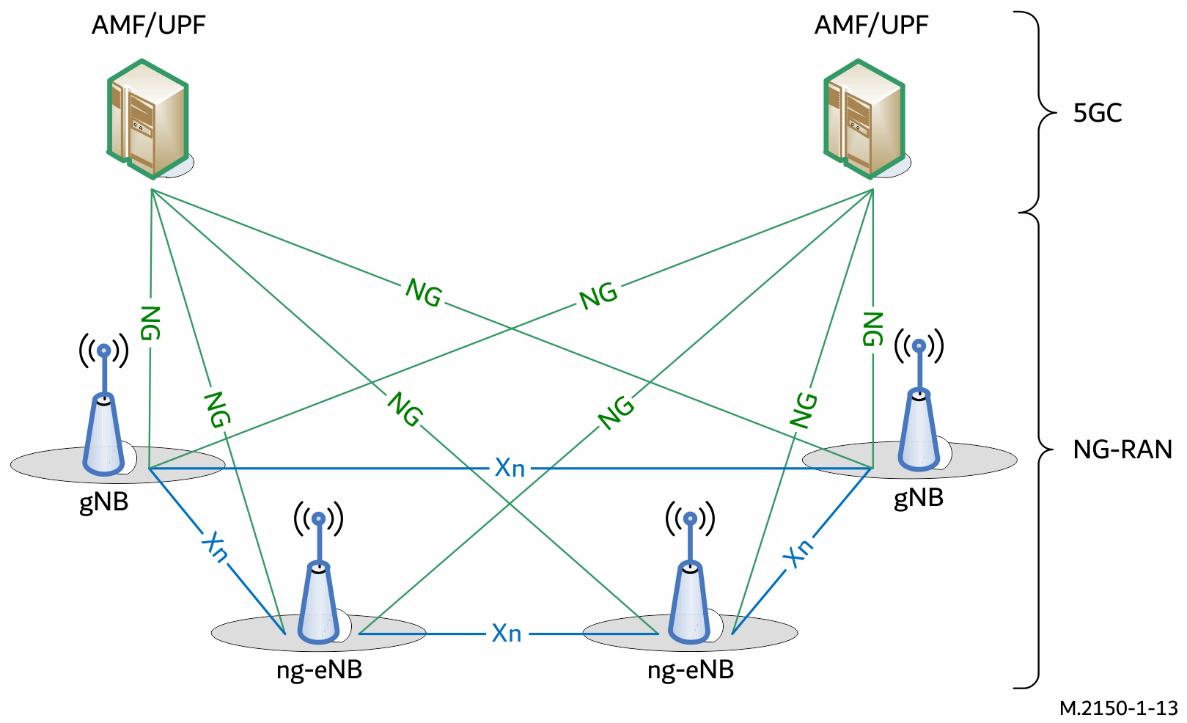 AMF/UPF
AMF/UPF
5GC
NG
NG
NG
NG
NG
NG
NG
NG
Xn
NG-RAN
gNB
gNB
Xn
Xn
Xn
ng-eNB
ng-eNB
M.2150-1-13